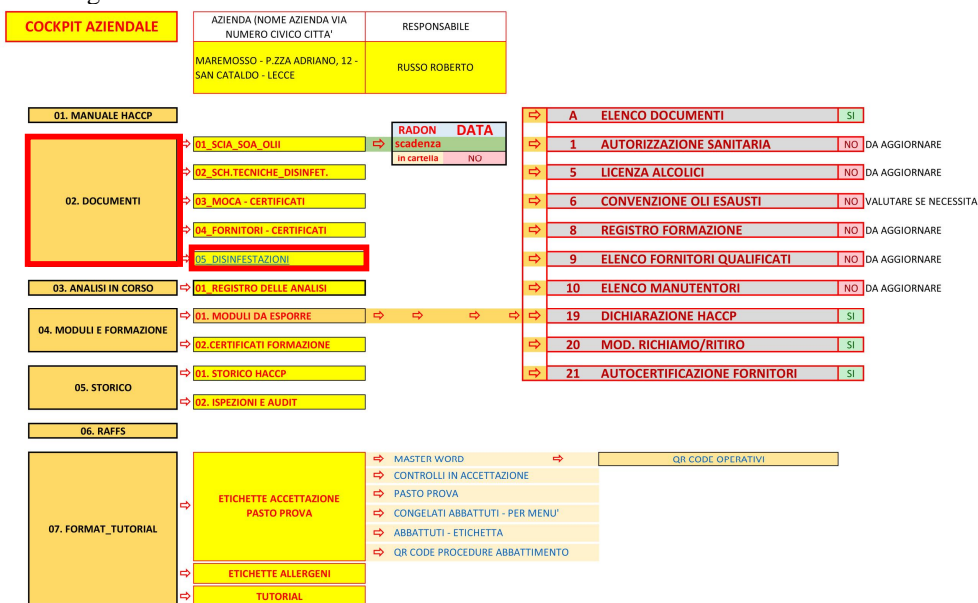 COCKPIT AZIENDALE
AZIENDA (NOME AZIENDA VIA
NUMERO CIVICO CITTA'
RESPONSABILE
MAREMOSSO - P.ZZA ADRIANO, 12 -
SAN CATALDO - LECCE
RUSSO ROBERTO
01. MANUALE HACCP
A ELENCO DOCUMENTI SI
RADON DATA
01_SCIA_SOA_OLII
scadenza
1 AUTORIZZAZIONE SANITARIA NO DA AGGIORNARE
in cartella NO
02_SCH.TECNICHE_DISINFET.
5 LICENZA ALCOLICI NO DA AGGIORNARE
02. DOCUMENTI
03_MOCA - CERTIFICATI
6 CONVENZIONE OLI ESAUSTI NO VALUTARE SE NECESSITA
04_FORNITORI - CERTIFICATI
8 REGISTRO FORMAZIONE NO DA AGGIORNARE
05_DISINFESTAZIONI
9 ELENCO FORNITORI QUALIFICATI NO DA AGGIORNARE
03. ANALISI IN CORSO
01_REGISTRO DELLE ANALISI
10 ELENCO MANUTENTORI NO DA AGGIORNARE
04. MODULI E FORMAZIONE
01. MODULI DA ESPORRE
19 DICHIARAZIONE HACCP SI
02.CERTIFICATI FORMAZIONE
20 MOD. RICHIAMO/RITIRO SI
05. STORICO
01. STORICO HACCP
21 AUTOCERTIFICAZIONE FORNITORI SI
02. ISPEZIONI E AUDIT
06. RAFFS
07. FORMAT_TUTORIAL
ETICHETTE ACCETTAZIONE
PASTO PROVA
MASTER WORD
QR CODE OPERATIVI
CONTROLLI IN ACCETTAZIONE
PASTO PROVA
CONGELATI ABBATTUTI - PER MENU'
ABBATTUTI - ETICHETTA
QR CODE PROCEDURE ABBATTIMENTO
ETICHETTE ALLERGENI
TUTORIAL